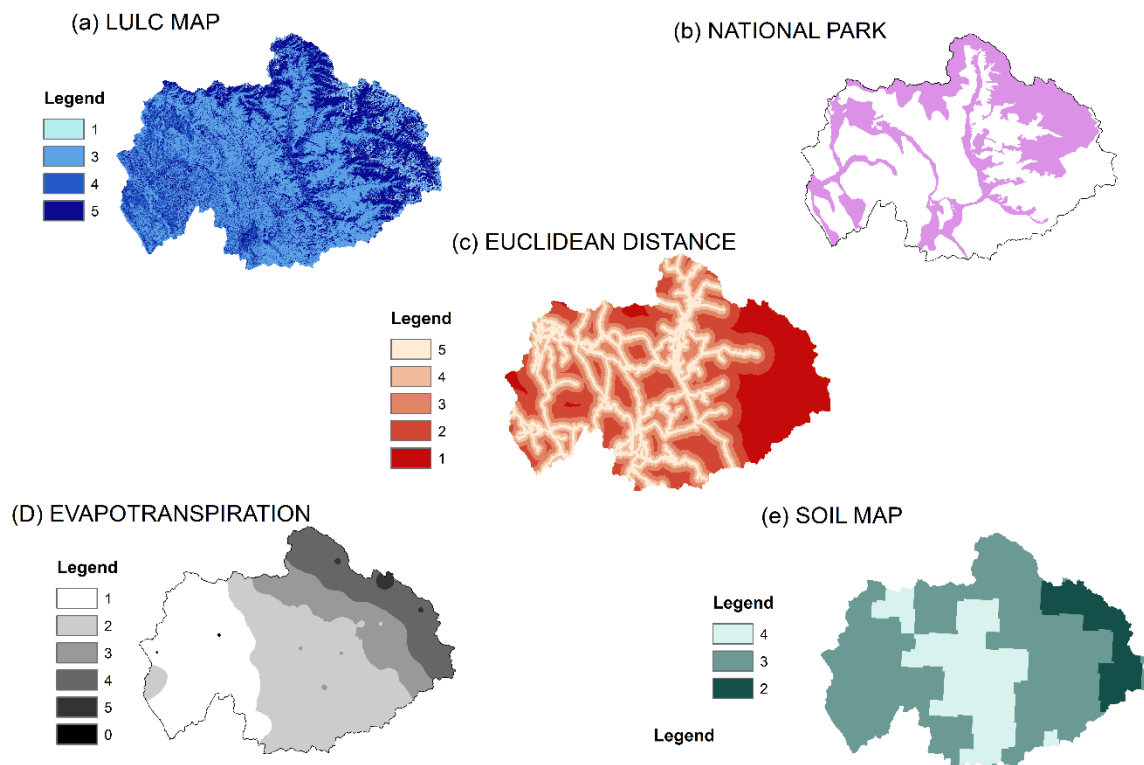 (a) LULC MAP
Legend
1
3
4
5
(b) NATIONAL PARK
(c) EUCLIDEAN DISTANCE
Legend
5
4
3
2
1
(D) EVAPOTRANSPIRATION
Legend
1
2
3
4
5
0
(e) SOIL MAP
Legend
4
3
2
Legend